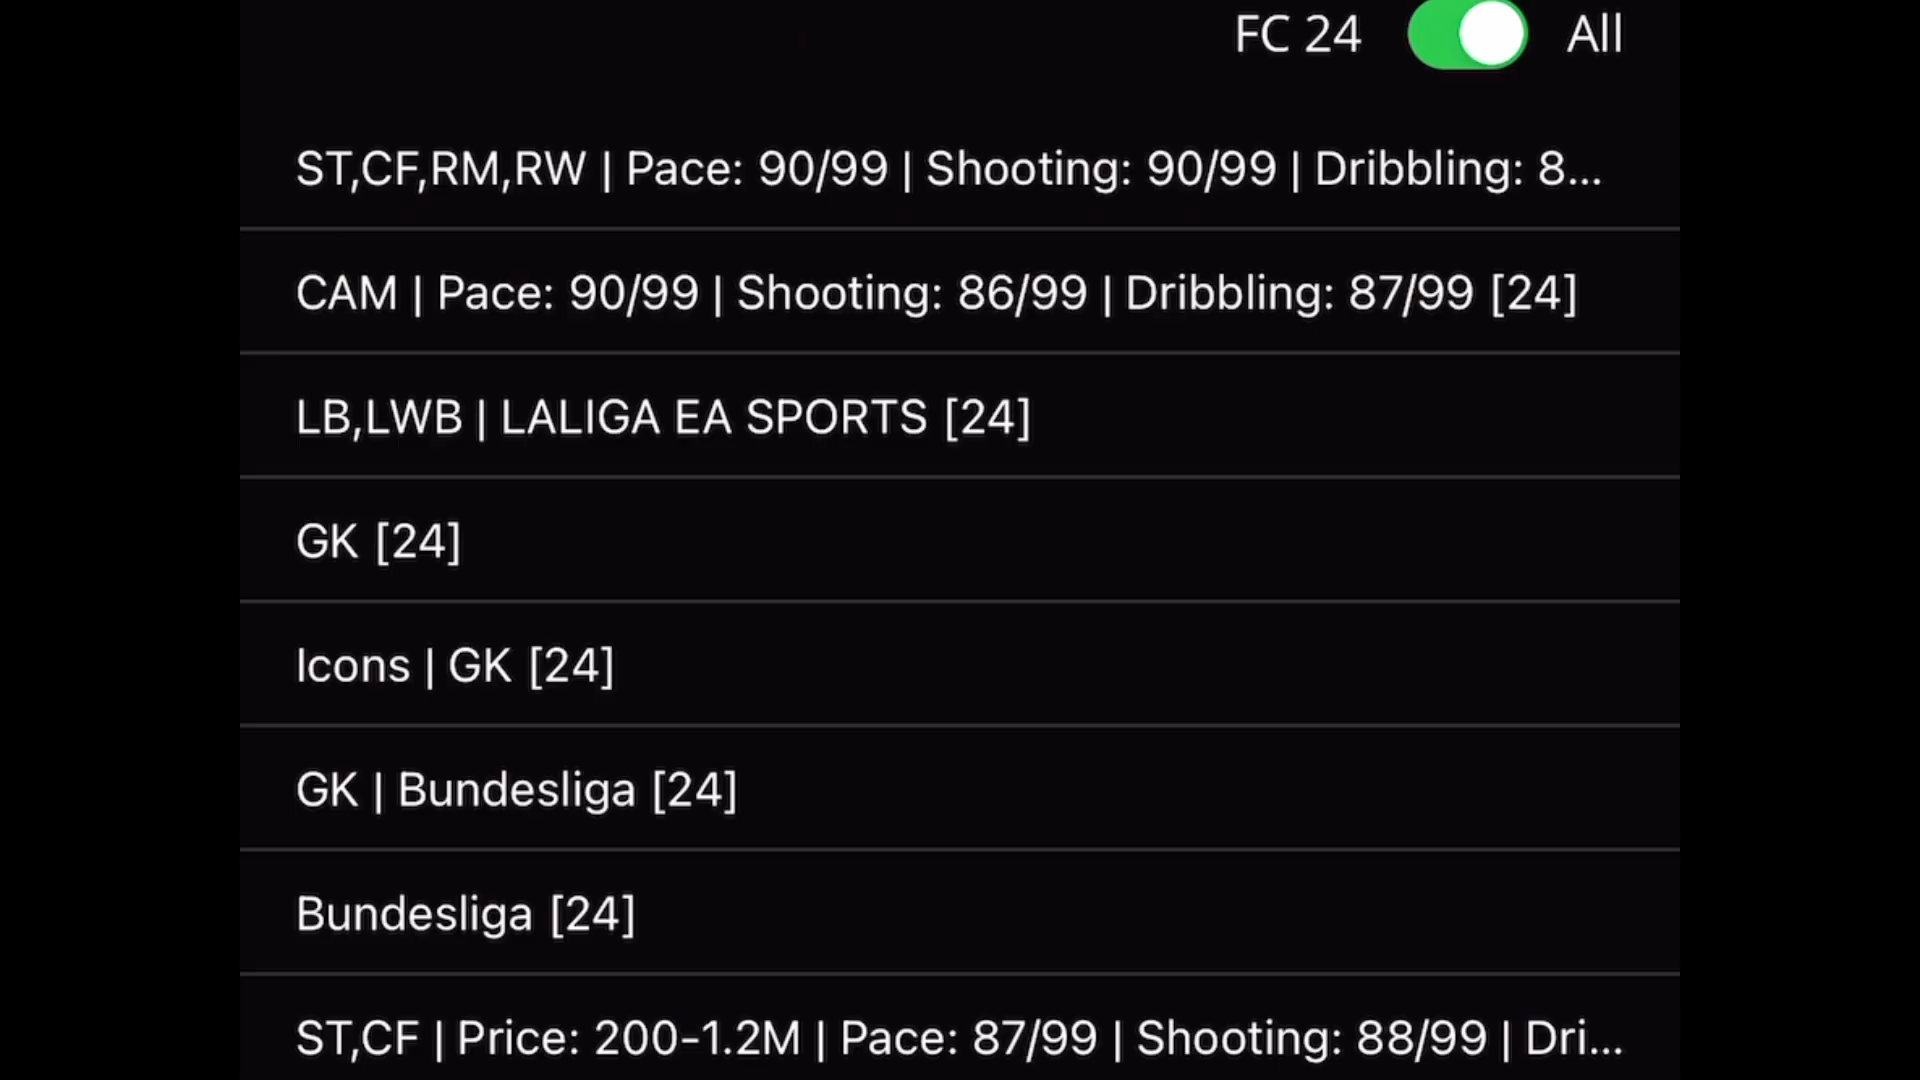 FC 24 All
ST,CF,RM,RW | Pace: 90/99 | Shooting: 90/99 | Dribbling: 8...
CAM | Pace: 90/99 | Shooting: 86/99 | Dribbling: 87/99 [24]
LB,LWB | LALIGA EA SPORTS [24]
GK [24]
Icons | GK [24]
GK | Bundesliga [24]
Bundesliga [24]
ST,CF | Price: 200-1.2M | Pace: 87/99 | Shooting: 88/99 | Dri...